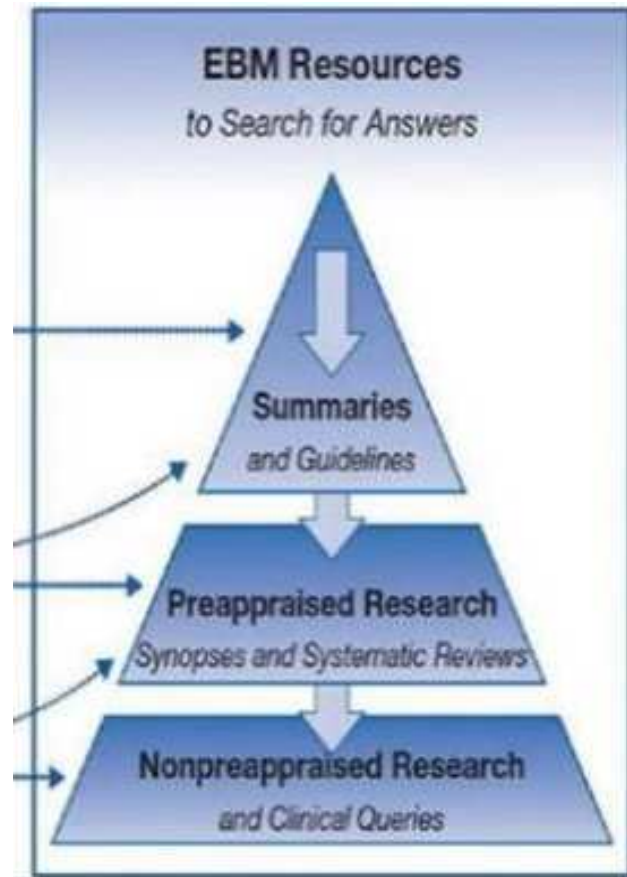 EBM Resources
to Search for Answers
Summaries
and Guidelines
Preappraised Research
Synopses and Systematic Reviews
Nonpreappraised Research
and Clinical Queries